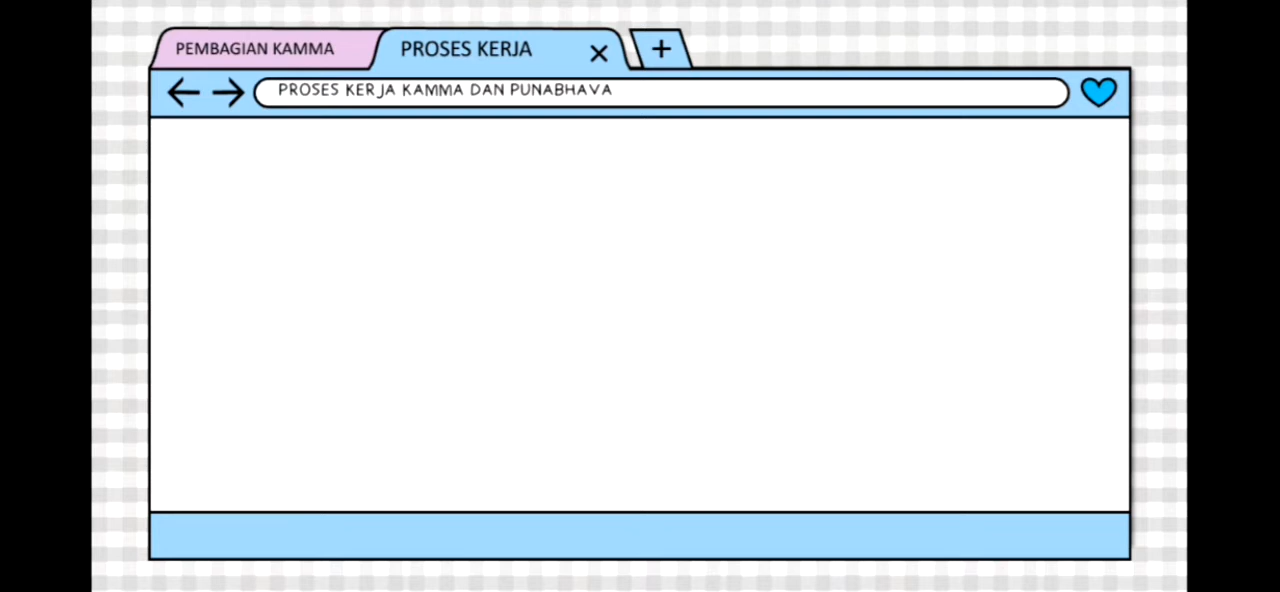 PEMBAGIAN KAMMA
PROSES KERJA
PROSES KERJA KAMMA DAN PUNABHAVA